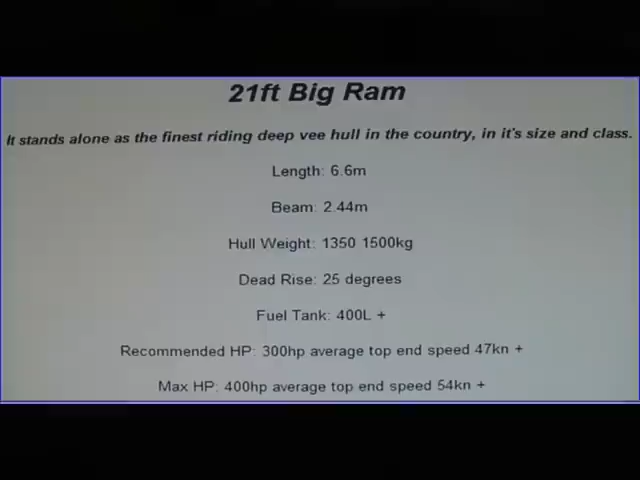 21ft Big Ram
It stands alone as the finest riding deep vee hull in the country, in it's size and class.
Length: 6.6m
Beam: 2.44m
Hull Weight: 1350 1500kg
Dead Rise: 25 degrees
Fuel Tank: 400L +
Recommended HP: 300hp average top end speed 47kn +
Max HP: 400hp average top end speed 54kn +